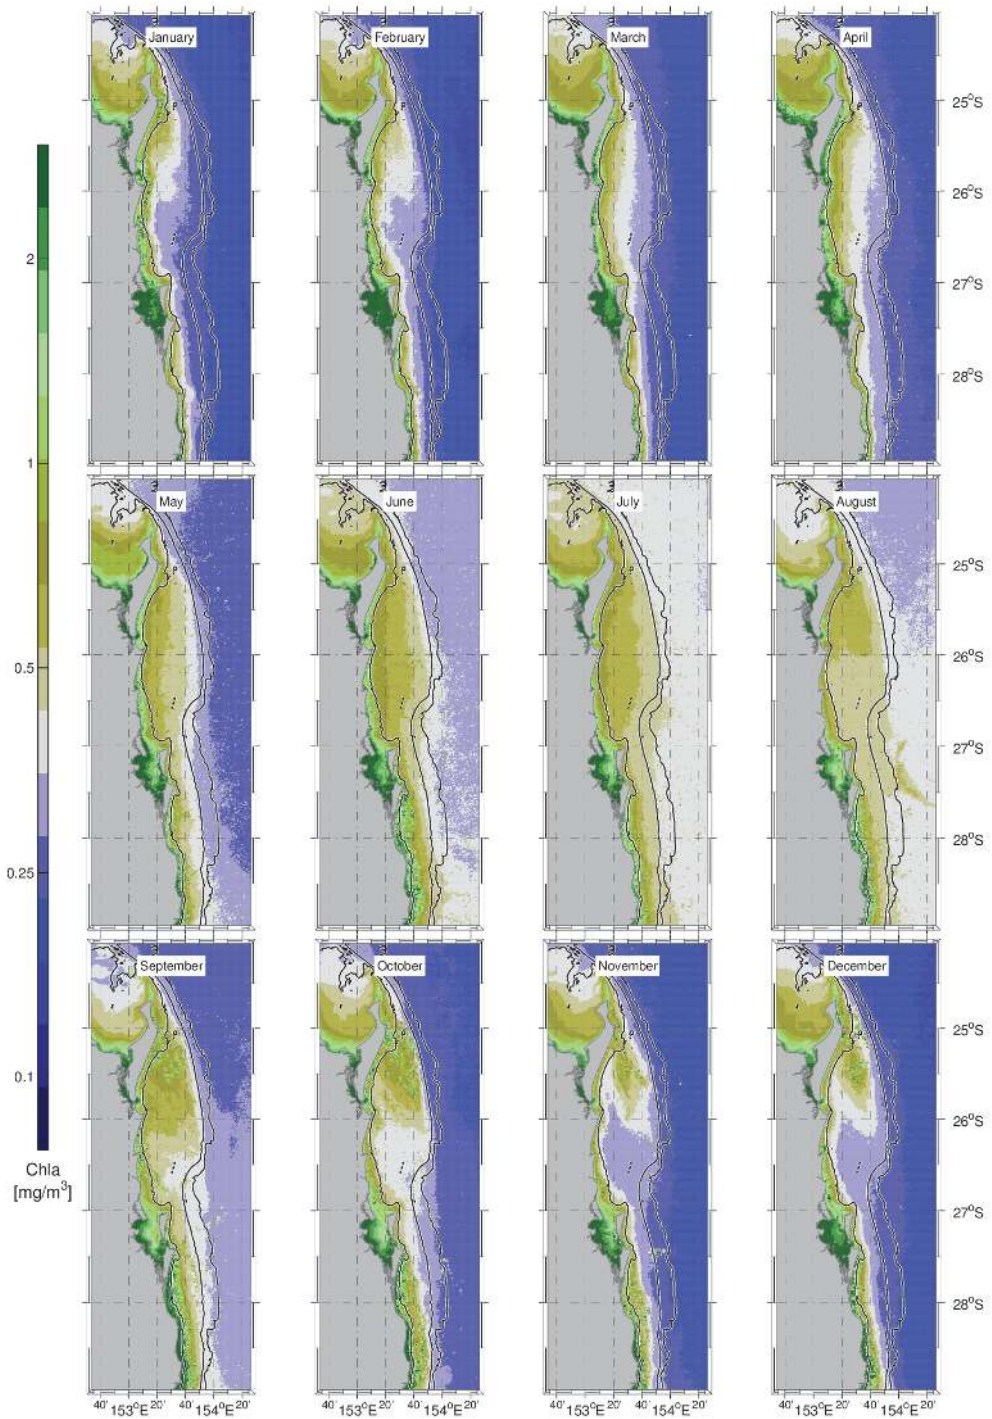 January
February
March
April
25°S
26°S
27°S
28°S
2
1
0.5
0.25
0.1
Chla
[mg/m³]
May
June
July
August
25°S
26°S
27°S
28°S
September
October
November
December
25°S
26°S
27°S
28°S
40' 153°E 20' 40' 154°E 20'
40' 153°E 20' 40' 154°E 20'
40' 153°E 20' 40' 154°E 20'
40' 153°E 20' 40' 154°E 20'